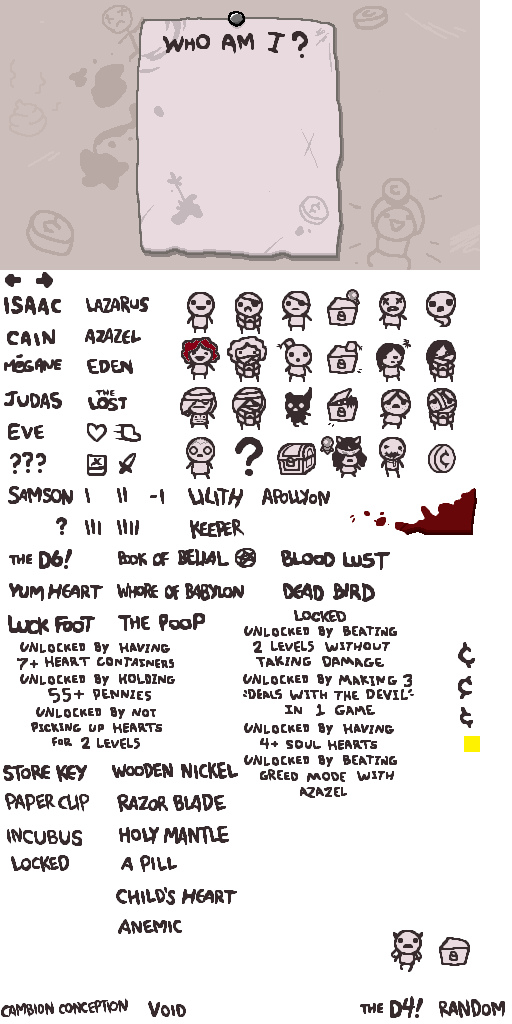 WHO AM I?
ISAAC LAZARUS
CAIN AZAZEL
MÉGANE EDEN
JUDAS THE LOST
EVE
???
?
SAMSON I II -1 LILITH APOLLYON
? III IIII KEEPER
THE D6! BOOK OF BELIAL BLOOD LUST
YUM HEART WHORE OF BABYLON DEAD BIRD
LUCK FOOT THE POOP
LOCKED
UNLOCKED BY HAVING
7+ HEART CONTAINERS
UNLOCKED BY HOLDING
55+ PENNIES
UNLOCKED BY NOT
PICKING UP HEARTS
FOR 2 LEVELS
UNLOCKED BY BEATING
2 LEVELS WITHOUT
TAKING DAMAGE
UNLOCKED BY MAKING 3
"DEALS WITH THE DEVIL"
IN 1 GAME
UNLOCKED BY HAVING
4+ SOUL HEARTS
UNLOCKED BY BEATING
GREED MODE WITH
AZAZEL
¢
¢
¢
STORE KEY WOODEN NICKEL
PAPER CLIP RAZOR BLADE
INCUBUS HOLY MANTLE
LOCKED A PILL
CHILD'S HEART
ANEMIC
CAMBION CONCEPTION VOID THE D4! RANDOM